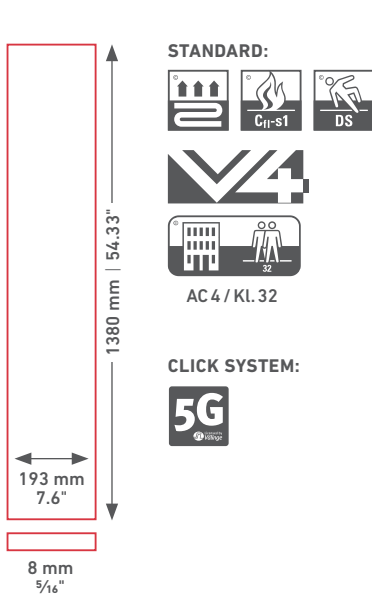 STANDARD:
Cfl-s1
DS
V4+
32
AC 4 / Kl. 32
CLICK SYSTEM:
5G
Välinge
1380 mm | 54.33"
193 mm
7.6"
8 mm
5/16"